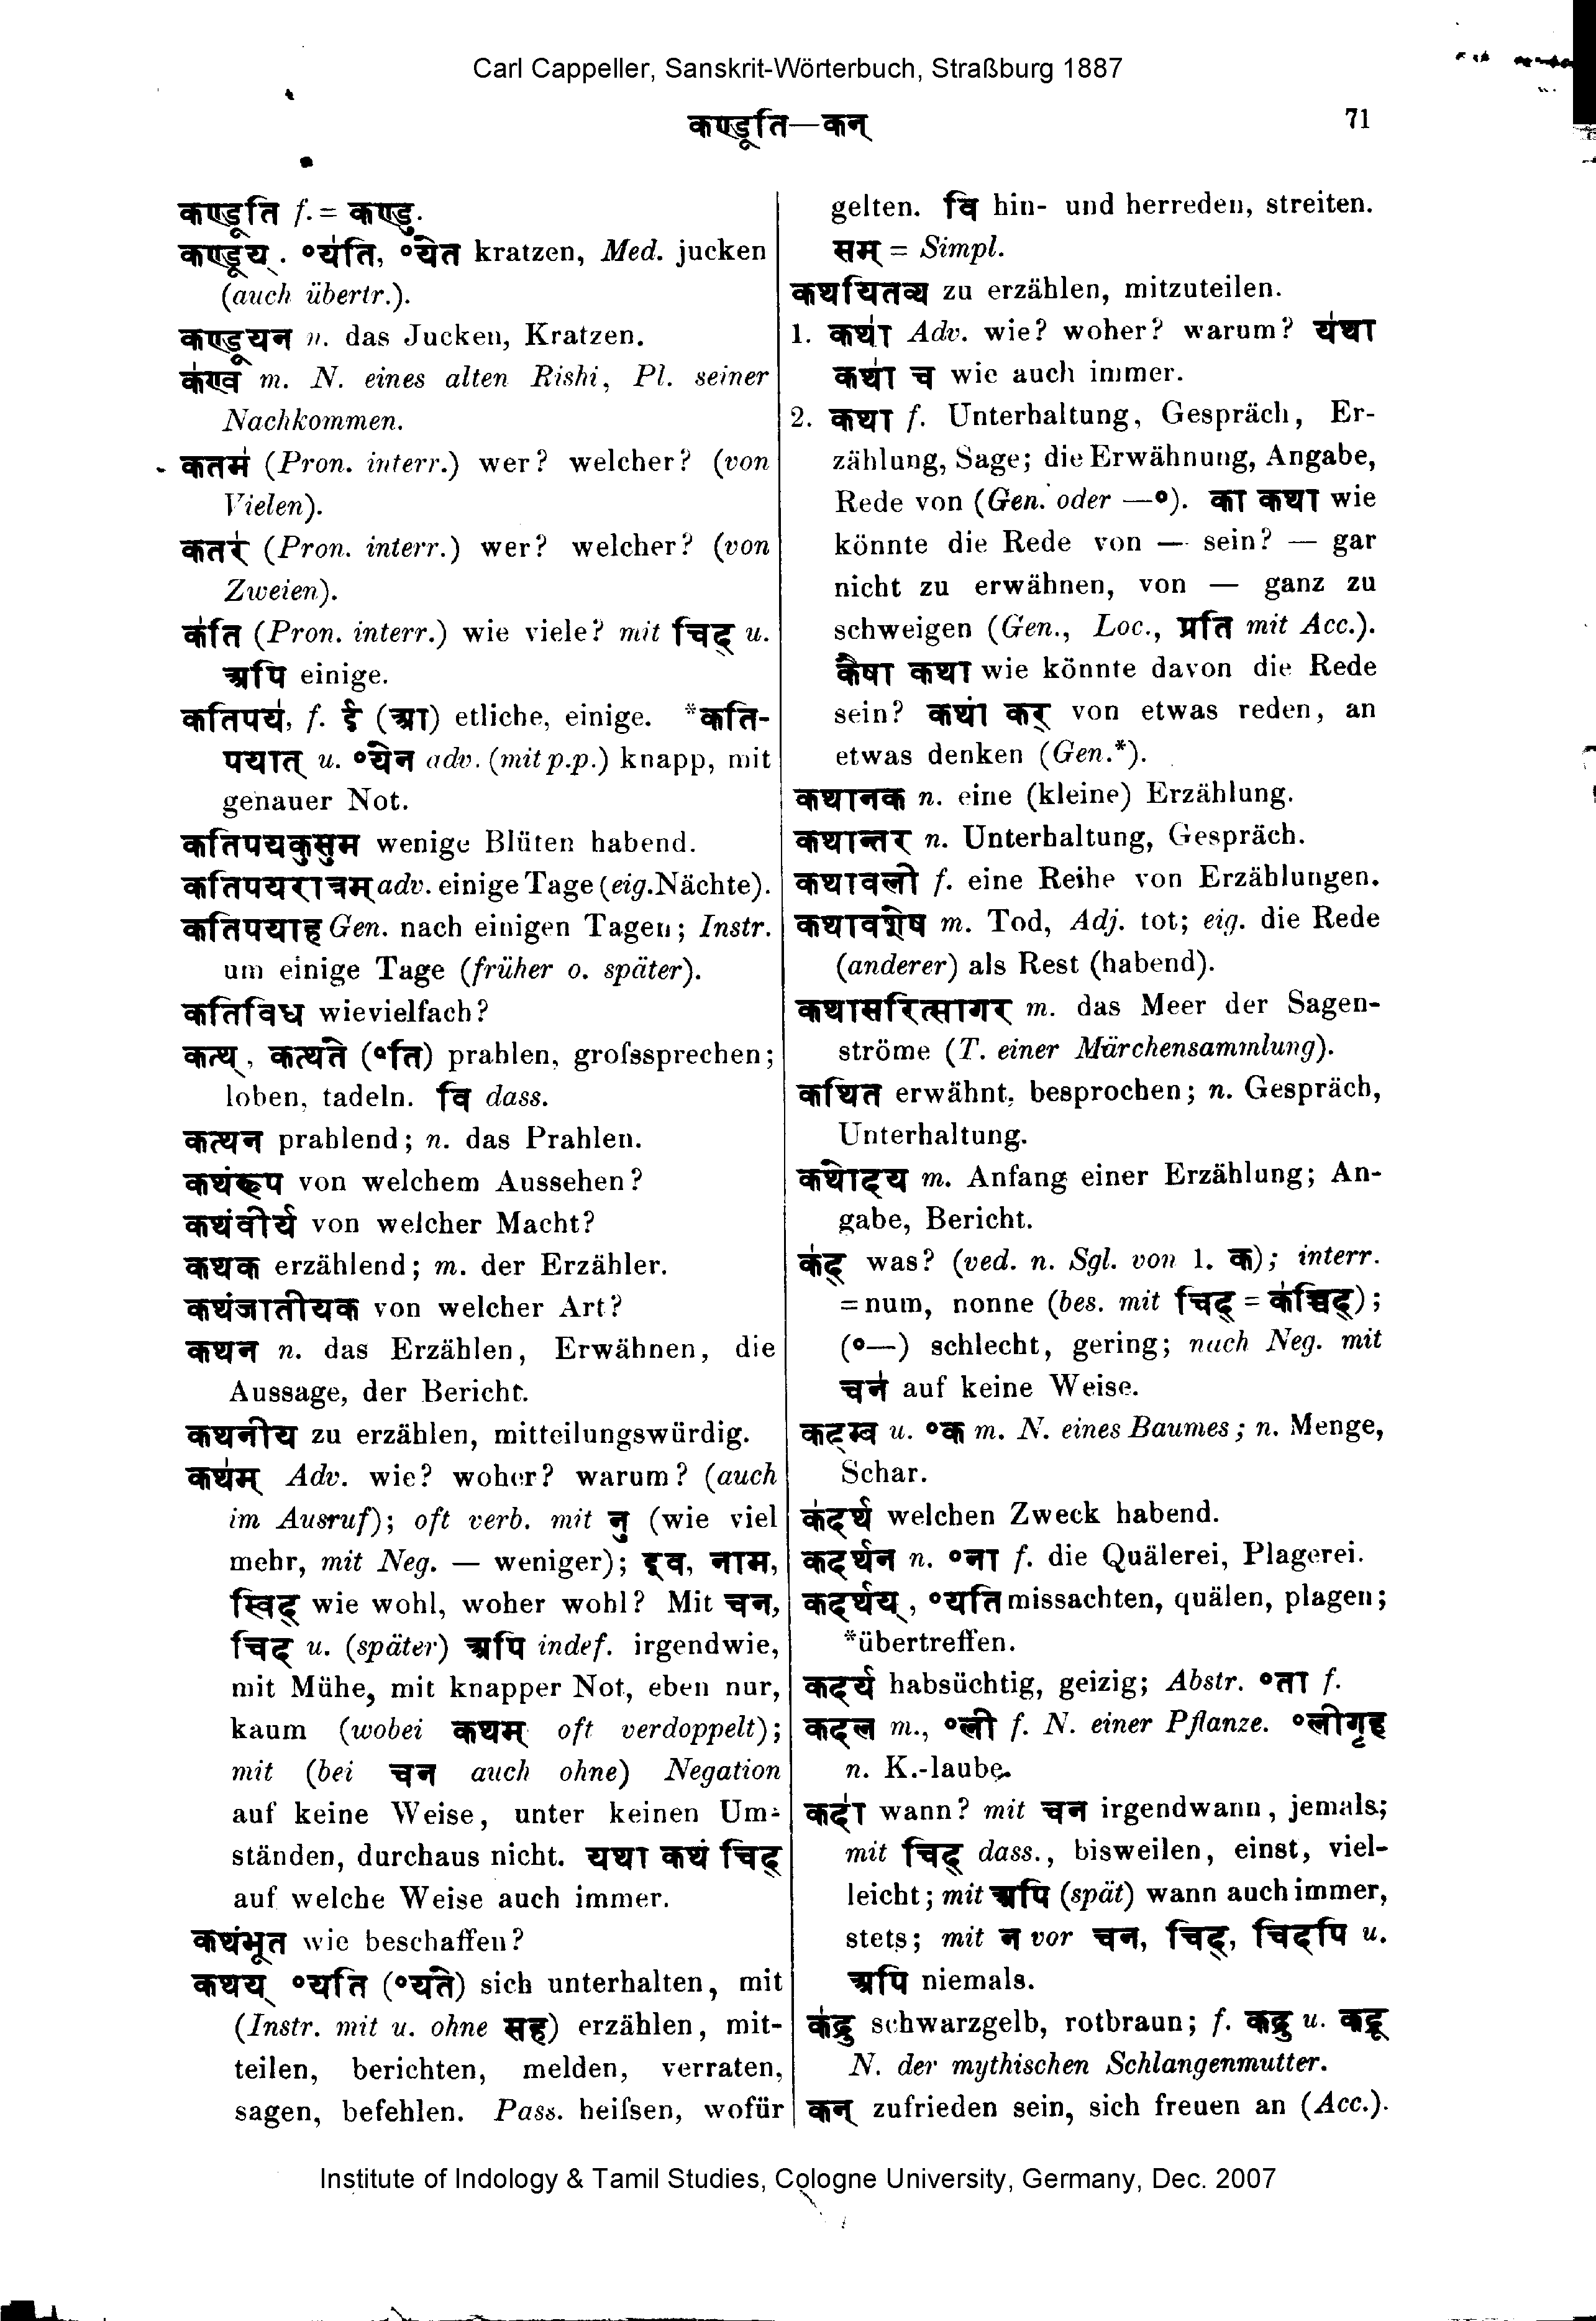 Carl Cappeller, Sanskrit-Wörterbuch, Straßburg 1887
कण्डूति—कन्
71
कण्डूति f. = कण्डु.
कण्डूय्, °य॑ति, °येत kratzen, Med. jucken
(auch übertr.).
कण्डूयन n. das Jucken, Kratzen.
क॑ण्व m. N. eines alten Rishi, Pl. seiner
Nachkommen.
कतम॑ (Pron. interr.) wer? welcher? (von
Vielen).
कतर॑ (Pron. interr.) wer? welcher? (von
Zweien).
क॑ति (Pron. interr.) wie viele? mit चिद् u.
अपि einige.
कतिपय॑, f. ई (आ) etliche, einige. *कति-
पयात् u. °येन adv. (mit p.p.) knapp, mit
genauer Not.
कतिपयकुसुम wenige Blüten habend.
कतिपयरात्रम् adv. einige Tage (eig. Nächte).
कतिपयाह Gen. nach einigen Tagen; Instr.
um einige Tage (früher o. später).
कतिविध wievielfach?
कत्थ्, कत्थते (°ति) prahlen, grofssprechen;
loben, tadeln. वि dass.
कत्थन prahlend; n. das Prahlen.
कथंरूप von welchem Aussehen?
कथंवीर्य von welcher Macht?
कथक erzählend; m. der Erzähler.
कथंजातीयक von welcher Art?
कथन n. das Erzählen, Erwähnen, die
Aussage, der Bericht.
कथनीय zu erzählen, mitteilungswürdig.
कथ॑म् Adv. wie? woher? warum? (auch
im Ausruf); oft verb. mit नु (wie viel
mehr, mit Neg. — weniger); इव, नाम,
स्विद् wie wohl, woher wohl? Mit चन,
चिद् u. (später) अपि indef. irgendwie,
mit Mühe, mit knapper Not, eben nur,
kaum (wobei कथम् oft verdoppelt);
mit (bei चन auch ohne) Negation
auf keine Weise, unter keinen Um-
ständen, durchaus nicht. यथा कथं चिद्
auf welche Weise auch immer.
कथंभूत wie beschaffen?
कथय् °यति (°यते) sich unterhalten, mit
(Instr. mit u. ohne सह) erzählen, mit-
teilen, berichten, melden, verraten,
sagen, befehlen. Pass. heifsen, wofür
gelten. वि hin- und herreden, streiten.
सम् = Simpl.
कथयितव्य zu erzählen, mitzuteilen.
1. कथा॑ Adv. wie? woher? warum? य॑था
कथा॑ च wie auch immer.
2. कथा f. Unterhaltung, Gespräch, Er-
zählung, Sage; die Erwähnung, Angabe,
Rede von (Gen. oder —°). का कथा wie
könnte die Rede von — sein? — gar
nicht zu erwähnen, von — ganz zu
schweigen (Gen., Loc., प्रति mit Acc.).
कैषा कथा wie könnte davon die Rede
sein? कथां कर् von etwas reden, an
etwas denken (Gen.*).
कथानक n. eine (kleine) Erzählung.
कथान्तर n. Unterhaltung, Gespräch.
कथावली f. eine Reihe von Erzählungen.
कथावशेष m. Tod, Adj. tot; eig. die Rede
(anderer) als Rest (habend).
कथासरित्सागर m. das Meer der Sagen-
ströme (T. einer Märchensammlung).
कथित erwähnt, besprochen; n. Gespräch,
Unterhaltung.
कथोदय m. Anfang einer Erzählung; An-
gabe, Bericht.
क॑द् was? (ved. n. Sgl. von 1. क); interr.
= num, nonne (bes. mit चिद् = क॑च्चिद्);
(°—) schlecht, gering; nach Neg. mit
चन॑ auf keine Weise.
कदम्ब u. °क m. N. eines Baumes; n. Menge,
Schar.
क॑दर्थ welchen Zweck habend.
कदर्थन n. °ना f. die Quälerei, Plagerei.
कदर्थय्, °यति missachten, quälen, plagen;
*übertreffen.
कदर्य habsüchtig, geizig; Abstr. °ता f.
कदल m., °ली f. N. einer Pflanze. °लीगृह
n. K.-laube.
कदा॑ wann? mit चन irgendwann, jemals;
mit चिद् dass., bisweilen, einst, viel-
leicht; mit अपि (spät) wann auch immer,
stets; mit न vor चन, चिद्, चिदपि u.
अपि niemals.
क॑द्रु schwarzgelb, rotbraun; f. कद्रु u. कद्रू
N. der mythischen Schlangenmutter.
कन् zufrieden sein, sich freuen an (Acc.).
Institute of Indology & Tamil Studies, Cologne University, Germany, Dec. 2007